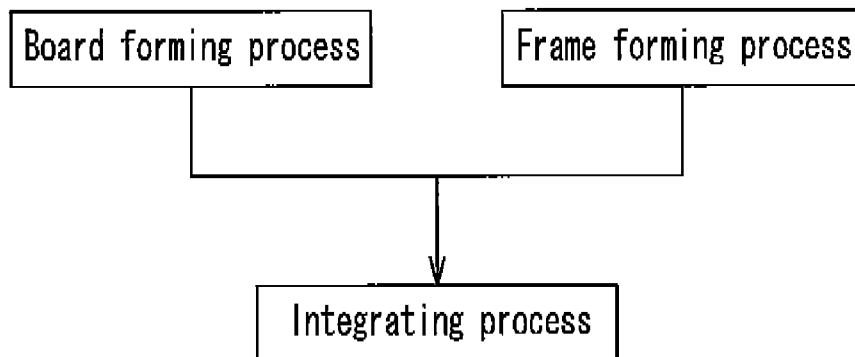 Board forming process
Frame forming process
Integrating process